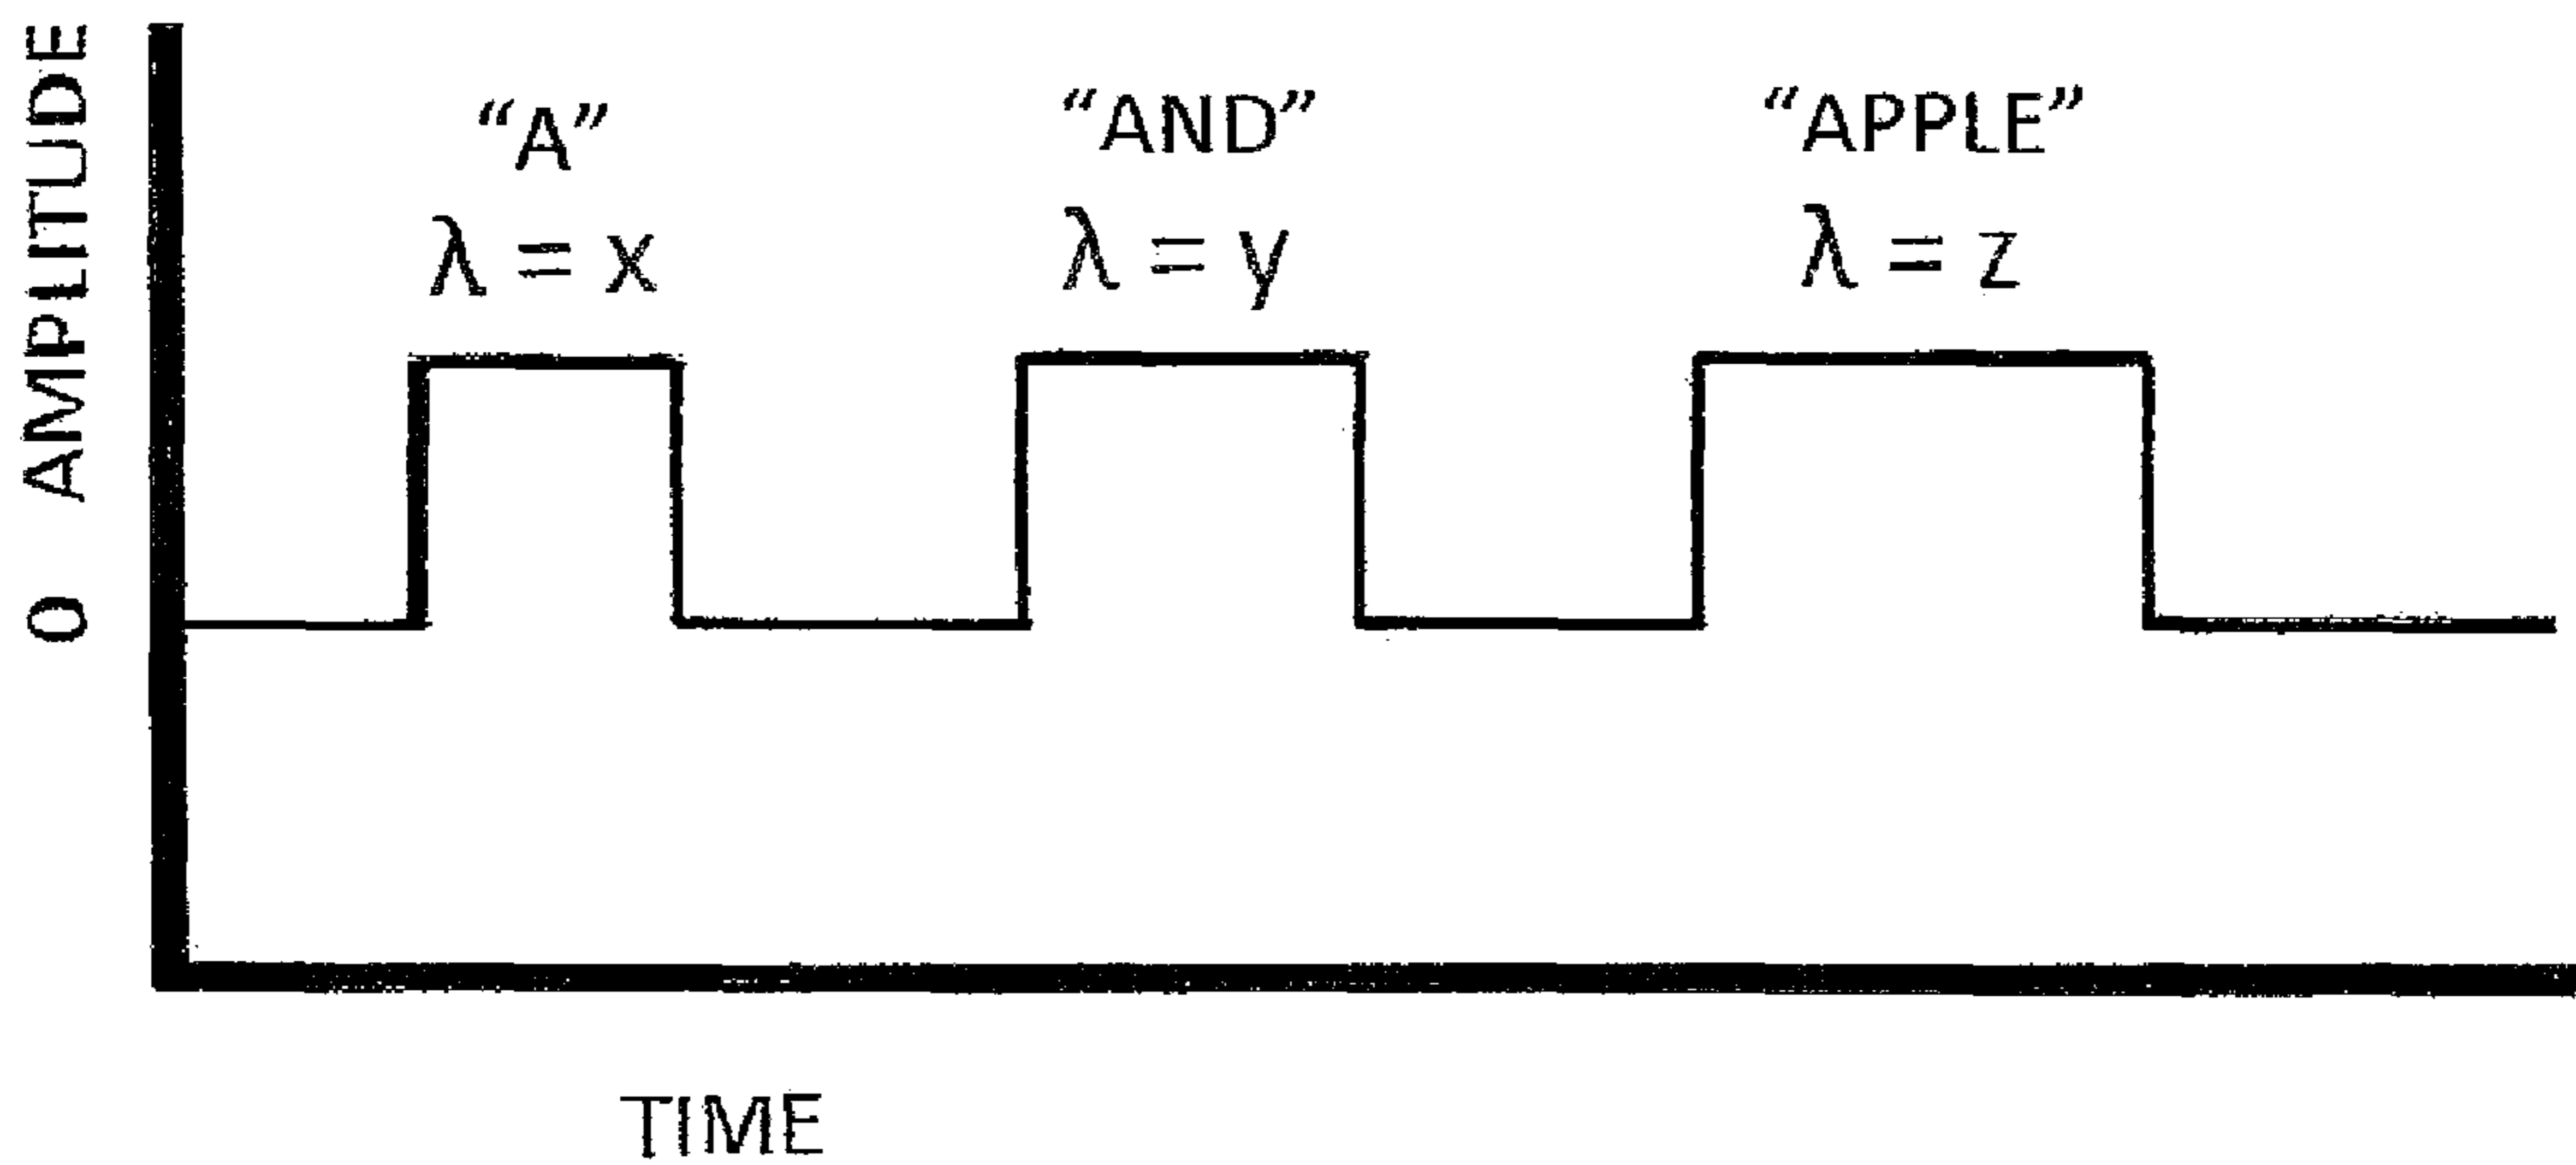 0 AMPLITUDE
“A”
λ = x
“AND”
λ = y
“APPLE”
λ = z
TIME